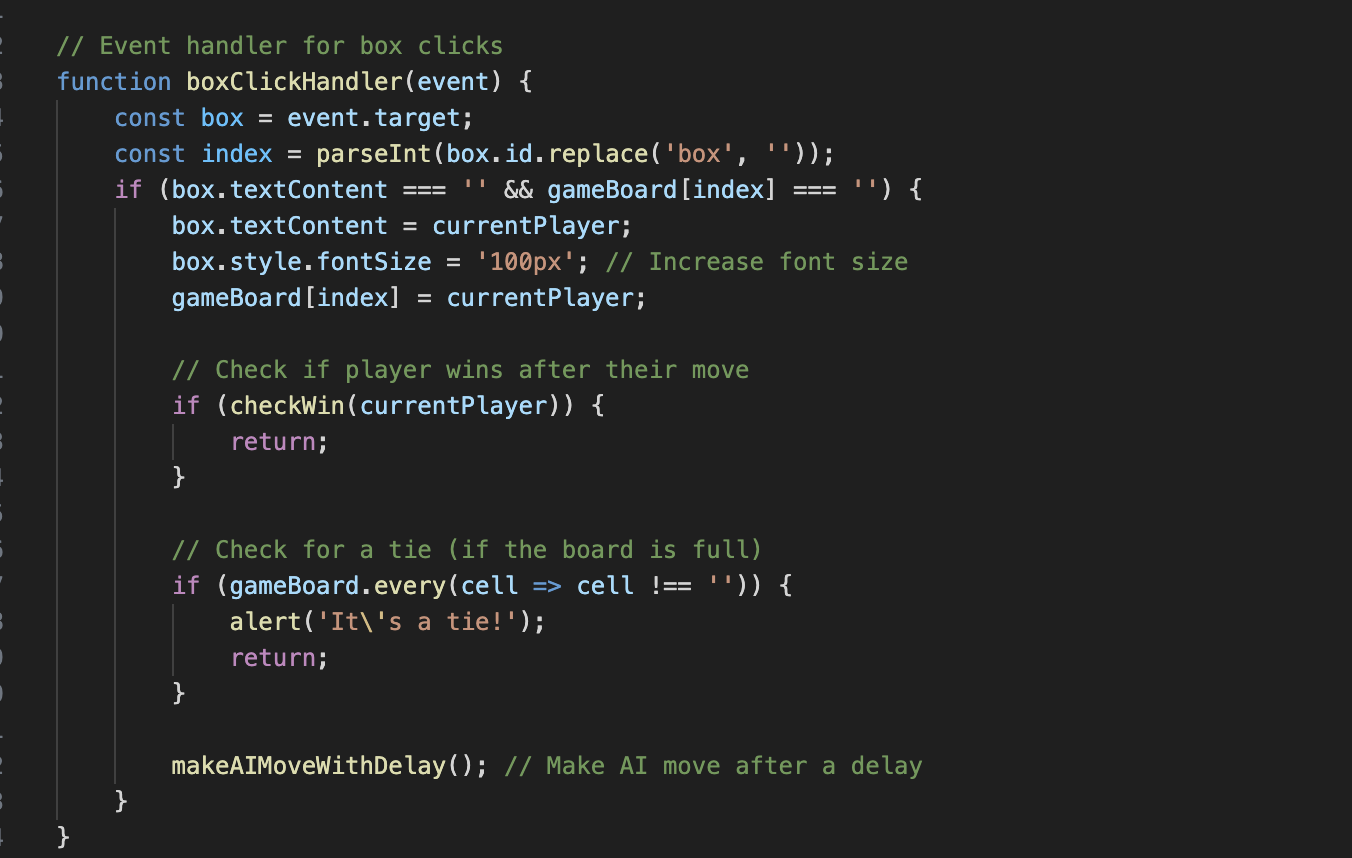 // Event handler for box clicks
function boxClickHandler(event) {
    const box = event.target;
    const index = parseInt(box.id.replace('box', ''));
    if (box.textContent === '' && gameBoard[index] === '') {
        box.textContent = currentPlayer;
        box.style.fontSize = '100px'; // Increase font size
        gameBoard[index] = currentPlayer;

        // Check if player wins after their move
        if (checkWin(currentPlayer)) {
            return;
        }

        // Check for a tie (if the board is full)
        if (gameBoard.every(cell => cell !== '')) {
            alert('It\'s a tie!');
            return;
        }

        makeAIMoveWithDelay(); // Make AI move after a delay
    }
}